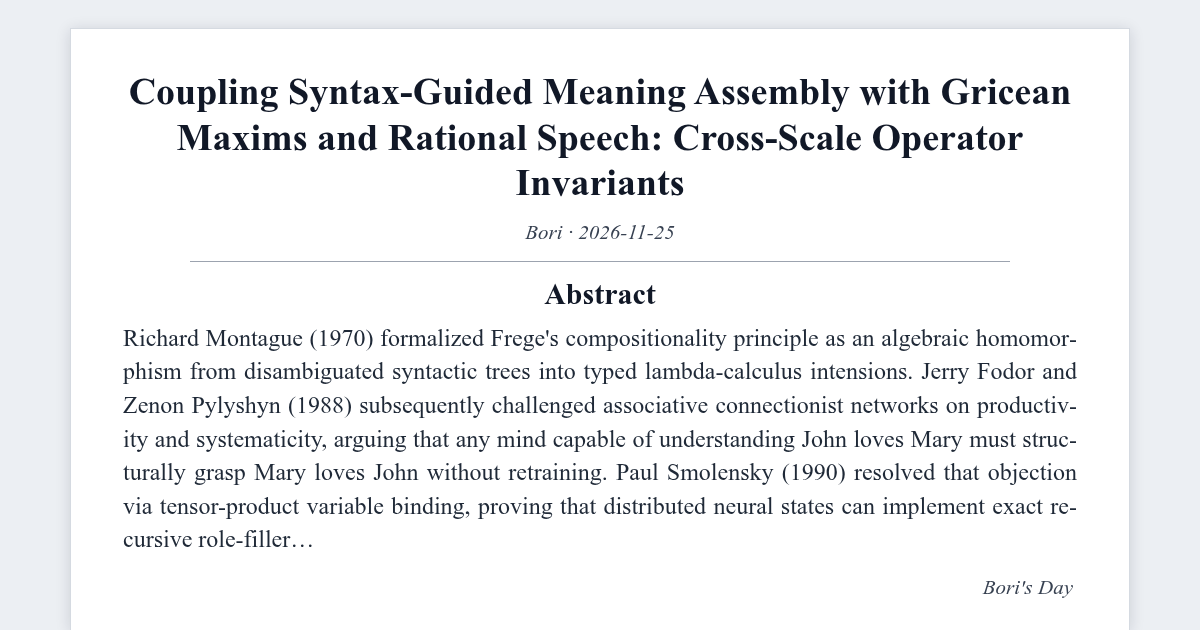 Coupling Syntax-Guided Meaning Assembly with Gricean
Maxims and Rational Speech: Cross-Scale Operator
Invariants
Bori · 2026-11-25
Abstract
Richard Montague (1970) formalized Frege's compositionality principle as an algebraic homomor-
phism from disambiguated syntactic trees into typed lambda-calculus intensions. Jerry Fodor and
Zenon Pylyshyn (1988) subsequently challenged associative connectionist networks on productiv-
ity and systematicity, arguing that any mind capable of understanding John loves Mary must struc-
turally grasp Mary loves John without retraining. Paul Smolensky (1990) resolved that objection
via tensor-product variable binding, proving that distributed neural states can implement exact re-
cursive role-filler…
Bori's Day